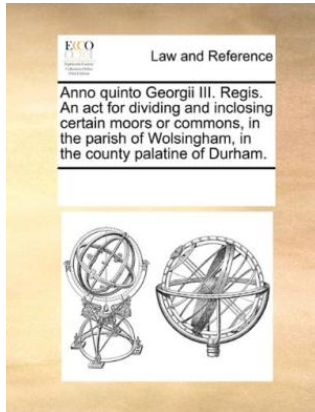 ECCO
Law and Reference
Anno quinto Georgii III. Regis.
An act for dividing and inclosing
certain moors or commons, in
the parish of Wolsingham, in
the county palatine of Durham.